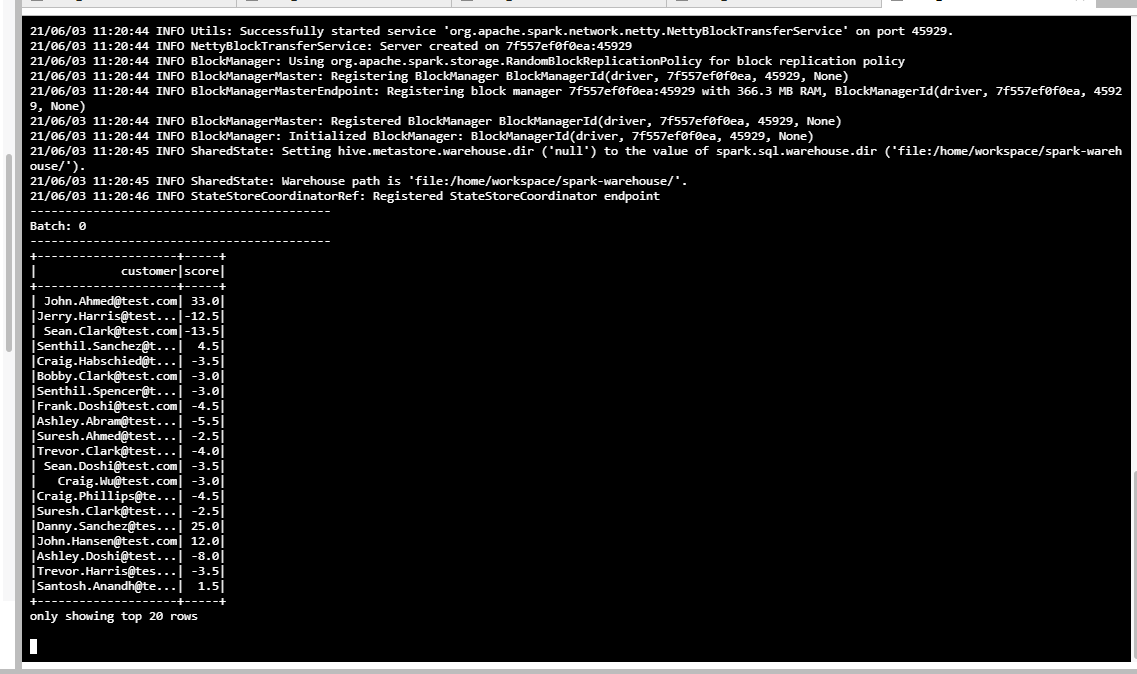 21/06/03 11:20:44 INFO Utils: Successfully started service 'org.apache.spark.network.netty.NettyBlockTransferService' on port 45929.
21/06/03 11:20:44 INFO NettyBlockTransferService: Server created on 7f557ef0f0ea:45929
21/06/03 11:20:44 INFO BlockManager: Using org.apache.spark.storage.RandomBlockReplicationPolicy for block replication policy
21/06/03 11:20:44 INFO BlockManagerMaster: Registering BlockManager BlockManagerId(driver, 7f557ef0f0ea, 45929, None)
21/06/03 11:20:44 INFO BlockManagerMasterEndpoint: Registering block manager 7f557ef0f0ea:45929 with 366.3 MB RAM, BlockManagerId(driver, 7f557ef0f0ea, 4592
9, None)
21/06/03 11:20:44 INFO BlockManagerMaster: Registered BlockManager BlockManagerId(driver, 7f557ef0f0ea, 45929, None)
21/06/03 11:20:44 INFO BlockManager: Initialized BlockManager: BlockManagerId(driver, 7f557ef0f0ea, 45929, None)
21/06/03 11:20:45 INFO SharedState: Setting hive.metastore.warehouse.dir ('null') to the value of spark.sql.warehouse.dir ('file:/home/workspace/spark-wareh
ouse/').
21/06/03 11:20:45 INFO SharedState: Warehouse path is 'file:/home/workspace/spark-warehouse/'.
21/06/03 11:20:46 INFO StateStoreCoordinatorRef: Registered StateStoreCoordinator endpoint
-------------------------------------------
Batch: 0
-------------------------------------------
+--------------------+-----+
|            customer|score|
+--------------------+-----+
| John.Ahmed@test.com| 33.0|
|Jerry.Harris@test...|-12.5|
| Sean.Clark@test.com|-13.5|
|Senthil.Sanchez@t...|  4.5|
|Craig.Habschied@t...| -3.5|
|Bobby.Clark@test.com| -3.0|
|Senthil.Spencer@t...| -3.0|
|Frank.Doshi@test.com| -4.5|
|Ashley.Abram@test...| -5.5|
|Suresh.Ahmed@test...| -2.5|
|Trevor.Clark@test...| -4.0|
| Sean.Doshi@test.com| -3.5|
|   Craig.Wu@test.com| -3.0|
|Craig.Phillips@te...| -4.5|
|Suresh.Clark@test...| -2.5|
|Danny.Sanchez@tes...| 25.0|
|John.Hansen@test.com| 12.0|
|Ashley.Doshi@test...| -8.0|
|Trevor.Harris@tes...| -3.5|
|Santosh.Anandh@te...|  1.5|
+--------------------+-----+
only showing top 20 rows